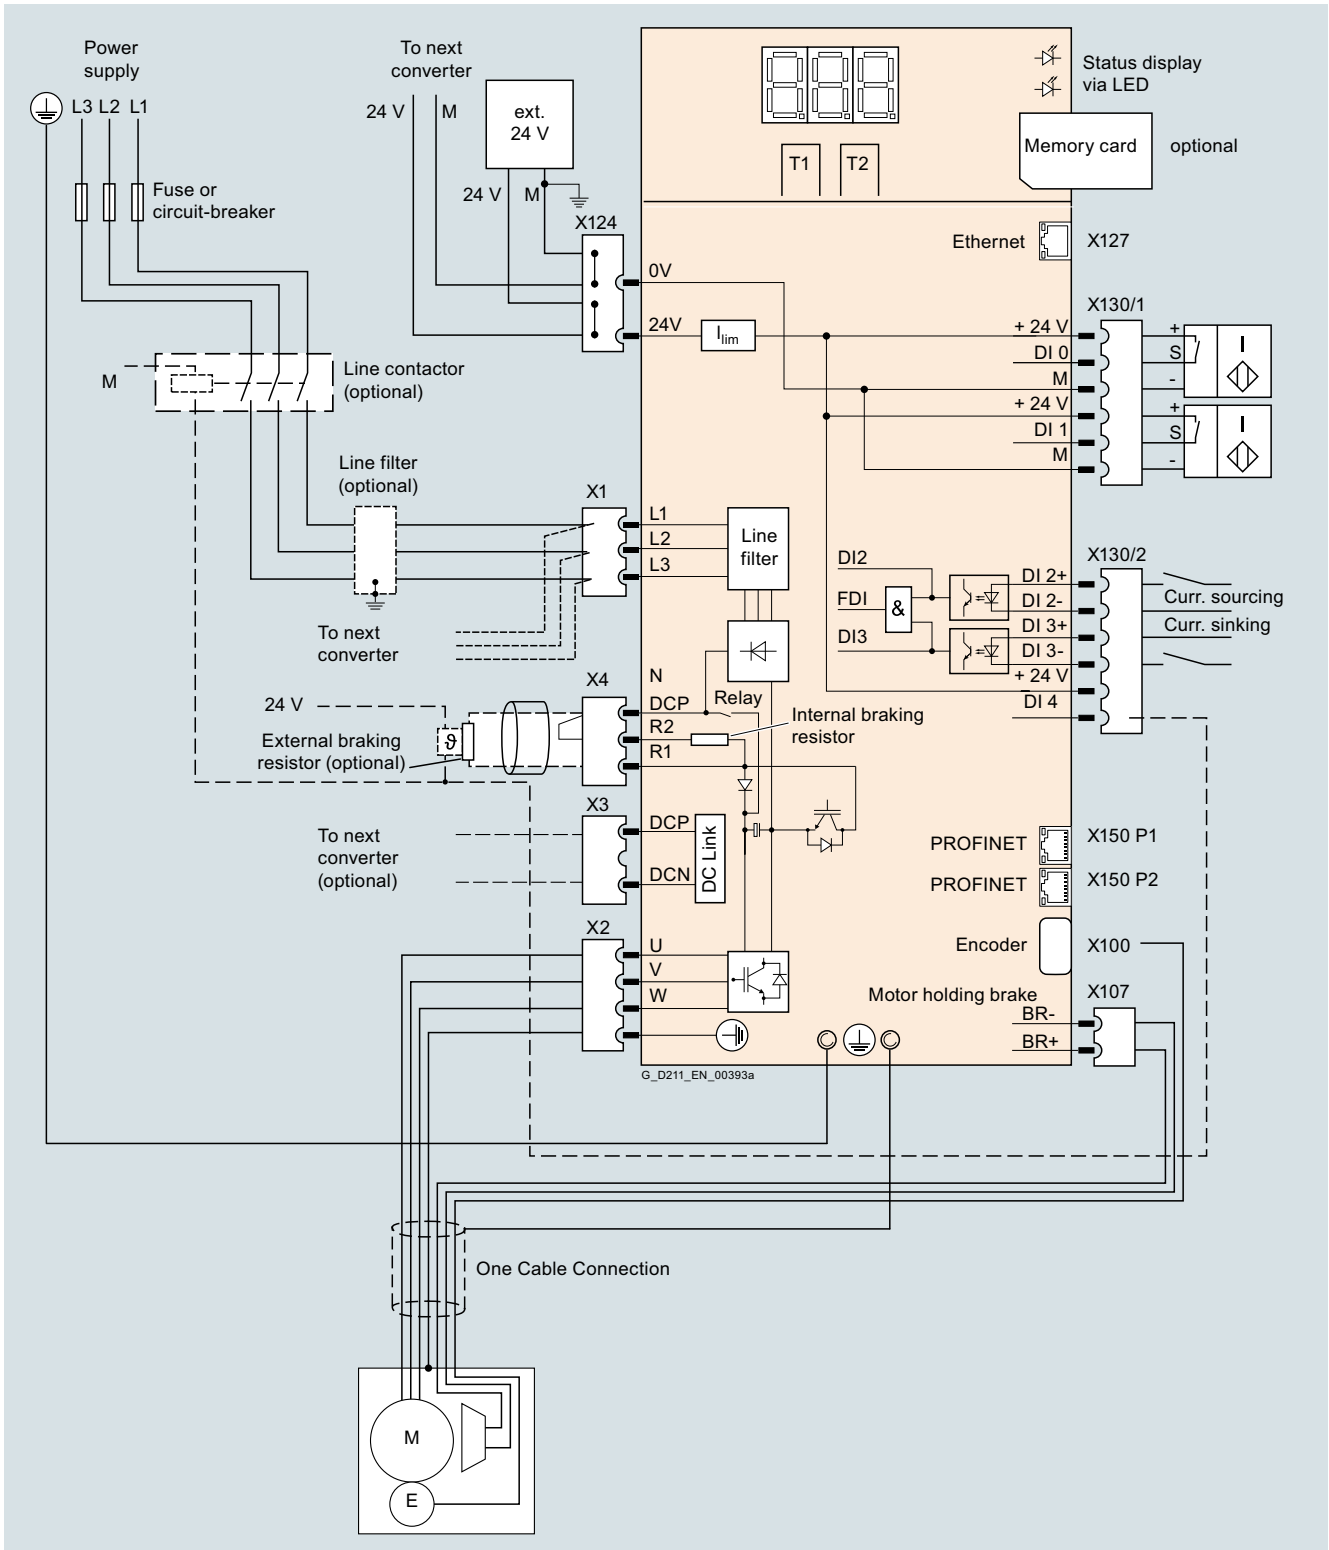 Power
supply
To next
converter
Status display
via LED
L3 L2 L1
24 V
M
ext.
24 V
Memory card
optional
T1
T2
Fuse or
circuit-breaker
24 V
M
X124
Ethernet
X127
0V
24V
I lim
X130/1
+ 24 V
DI 0
M
+ 24 V
DI 1
M
+
S
-
I
+
S
-
I
M
Line contactor
(optional)
Line filter
(optional)
X1
L1
L2
L3
Line
filter
To next
converter
X130/2
DI2
FDI
DI3
&
DI 2+
DI 2-
DI 3+
DI 3-
+ 24 V
DI 4
Curr. sourcing
Curr. sinking
X4
N
DCP
R2
R1
Relay
Internal braking
resistor
24 V
ϑ
External braking
resistor (optional)
X3
DCP
DCN
DC Link
To next
converter
(optional)
PROFINET
X150 P1
PROFINET
X150 P2
X2
U
V
W
Encoder
X100
Motor holding brake
X107
BR-
BR+
G_D211_EN_00393a
One Cable Connection
M
E